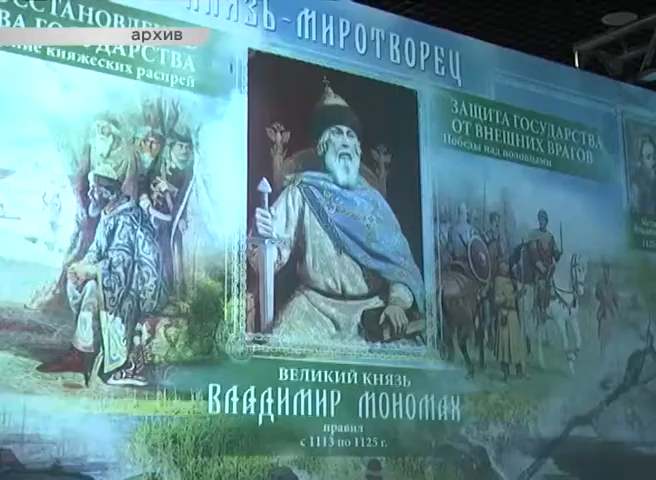 архив
КНЯЗЬ-МИРОТВОРЕЦ
ГОСУДАРСТВА
княжеских распрей
ЗАЩИТА ГОСУДАРСТВА
ОТ ВНЕШНИХ ВРАГОВ
Победы над половцами
ВЕЛИКИЙ КНЯЗЬ
ВЛАДИМИР МОНОМАХ
правил
с 1113 по 1125 г.